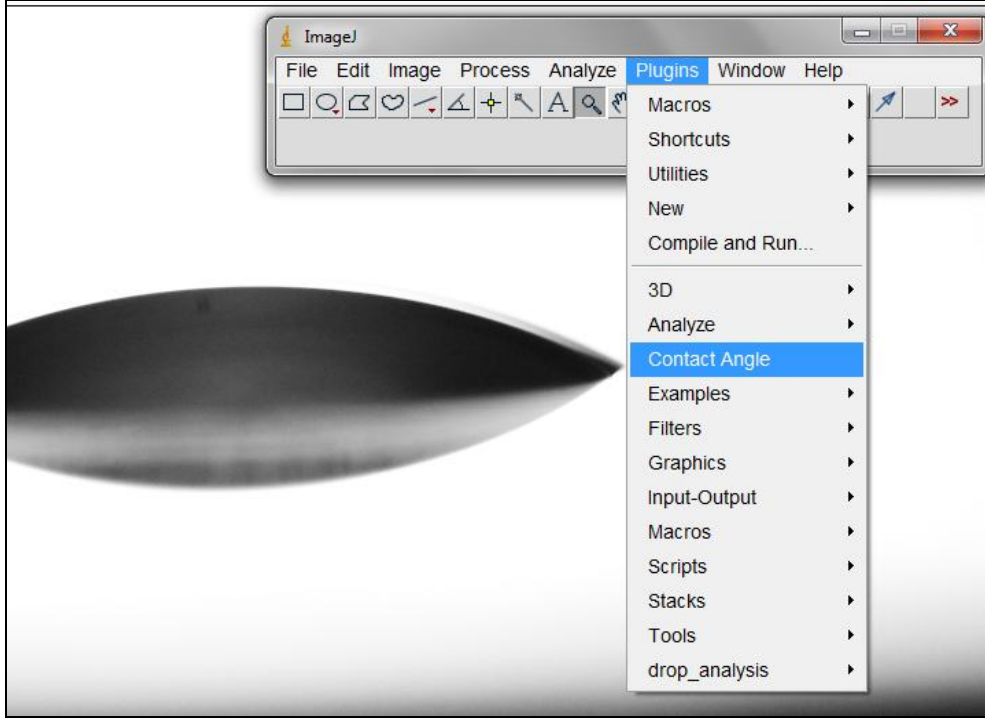 ImageJ
File Edit Image Process Analyze Plugins Window Help
A >>
Macros
Shortcuts
Utilities
New
Compile and Run...
3D
Analyze
Contact Angle
Examples
Filters
Graphics
Input-Output
Macros
Scripts
Stacks
Tools
drop_analysis